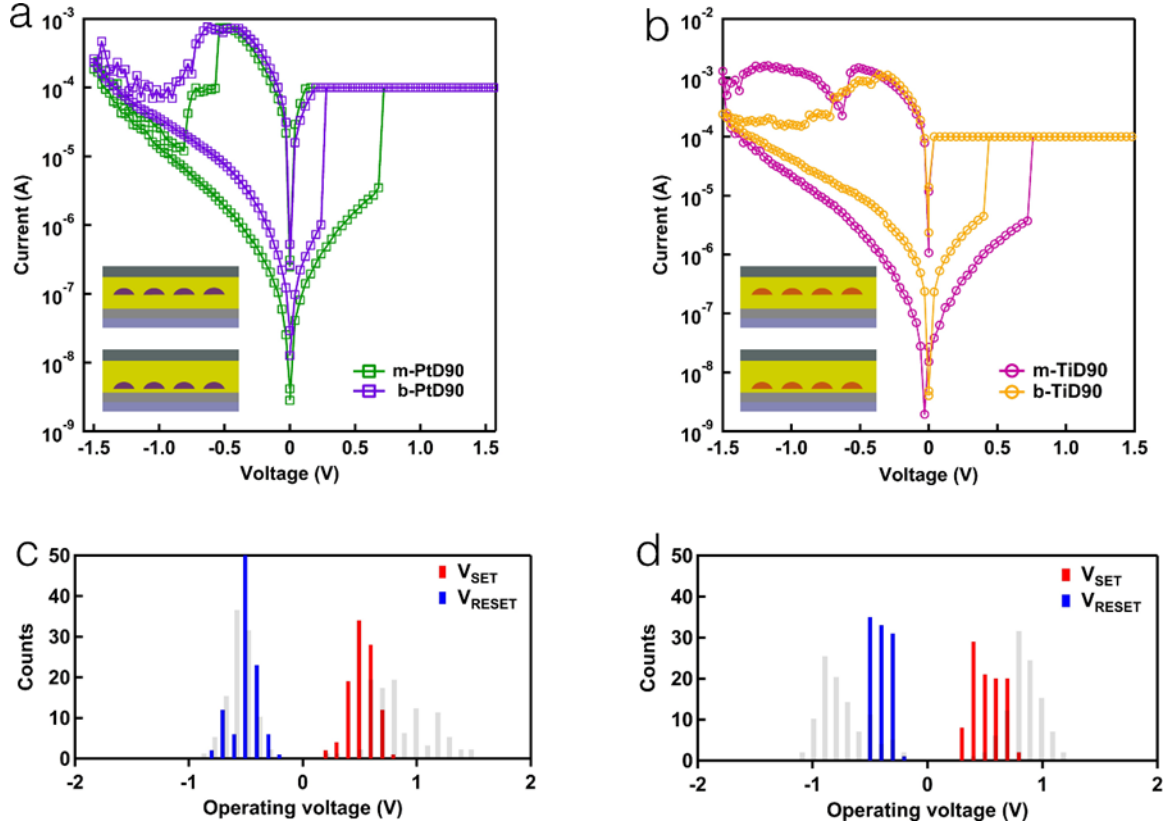 a
10⁻³
10⁻⁴
10⁻⁵
10⁻⁶
10⁻⁷
10⁻⁸
10⁻⁹
Current (A)
m-PtD90
b-PtD90
-1.5 -1.0 -0.5 0 0.5 1.0 1.5
Voltage (V)
b
10⁻²
10⁻³
10⁻⁴
10⁻⁵
10⁻⁶
10⁻⁷
10⁻⁸
10⁻⁹
Current (A)
m-TiD90
b-TiD90
-1.5 -1.0 -0.5 0 0.5 1.0 1.5
Voltage (V)
c
50
40
30
20
10
0
Counts
V_SET
V_RESET
-2 -1 0 1 2
Operating voltage (V)
d
50
40
30
20
10
0
Counts
V_SET
V_RESET
-2 -1 0 1 2
Operating voltage (V)